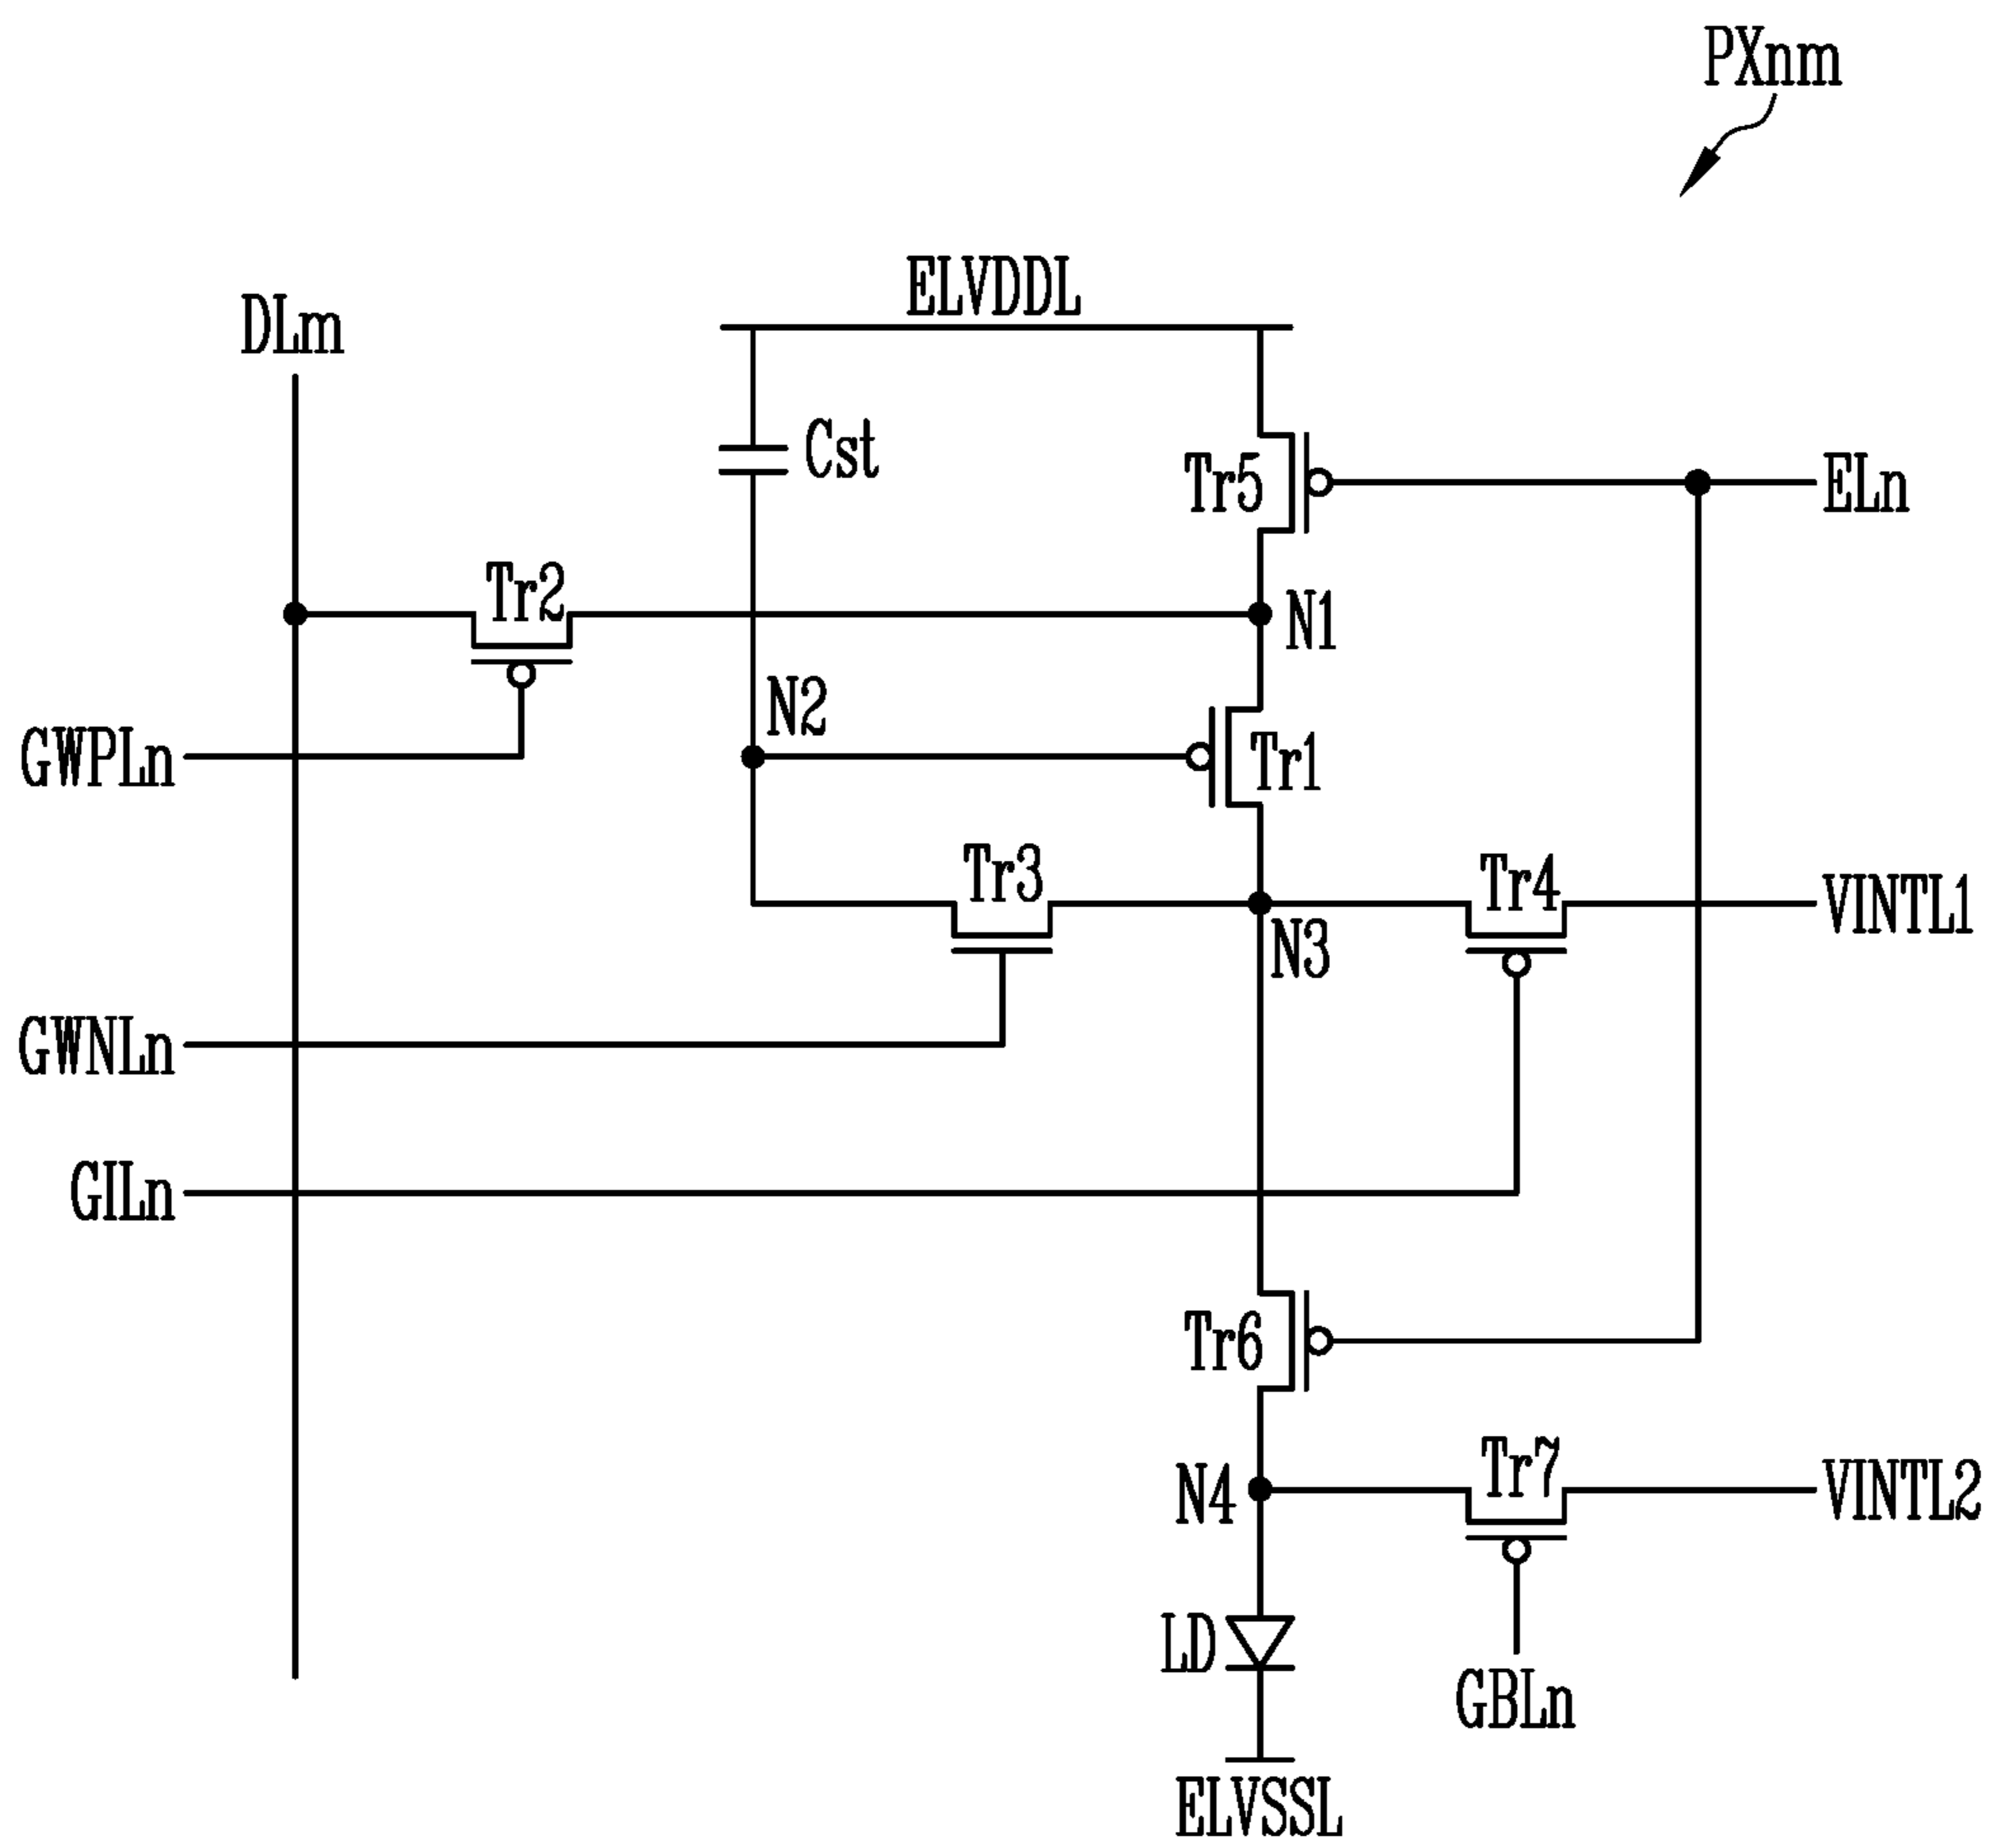 PXnm
ELVDDL
DLm
Cst
Tr5
ELn
Tr2
N1
N2
GWPLn
Tr1
Tr3
Tr4
VINTL1
N3
GWNLn
GILn
Tr6
Tr7
N4
VINTL2
LD
GBLn
ELVSSL